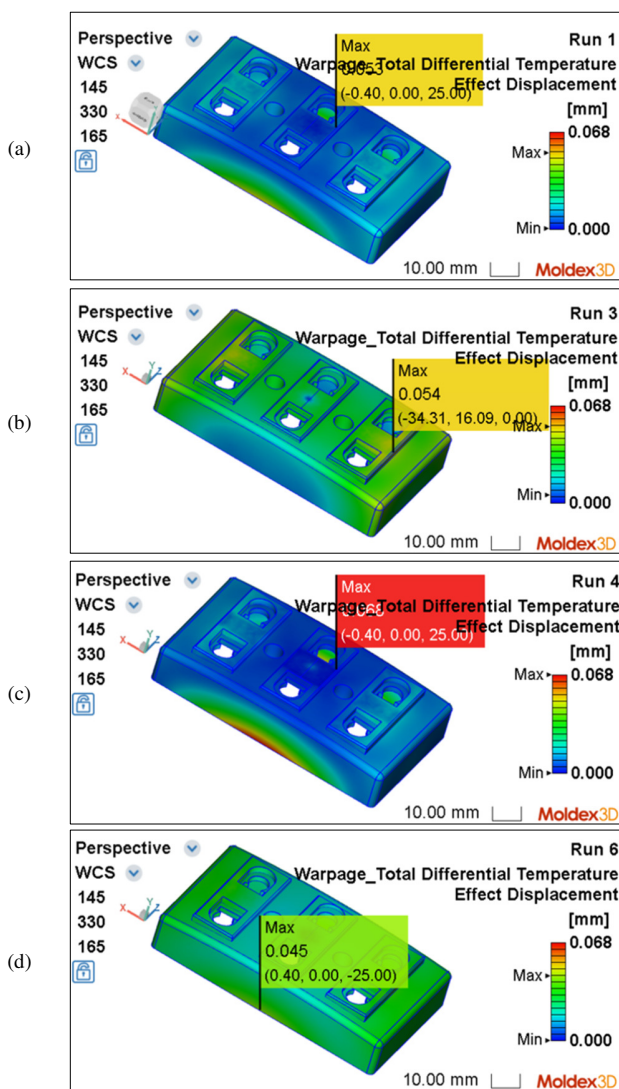 (a)
Perspective
WCS
145
330
165
Max
0.053
(-0.40, 0.00, 25.00)
Run 1
Warpage_Total Differential Temperature
Effect Displacement
[mm]
0.068
Max
Min
0.000
10.00 mm
Moldex3D
(b)
Perspective
WCS
145
330
165
Run 3
Warpage_Total Differential Temperature
Effect Displacement
Max
0.054
(-34.31, 16.09, 0.00)
[mm]
0.068
Max
Min
0.000
10.00 mm
Moldex3D
(c)
Perspective
WCS
145
330
165
Max
0.068
(-0.40, 0.00, 25.00)
Run 4
Warpage_Total Differential Temperature
Effect Displacement
[mm]
Max
0.068
Min
0.000
10.00 mm
Moldex3D
(d)
Perspective
WCS
145
330
165
Run 6
Warpage_Total Differential Temperature
Effect Displacement
Max
0.045
(0.40, 0.00, -25.00)
[mm]
0.068
Max
Min
0.000
10.00 mm
Moldex3D